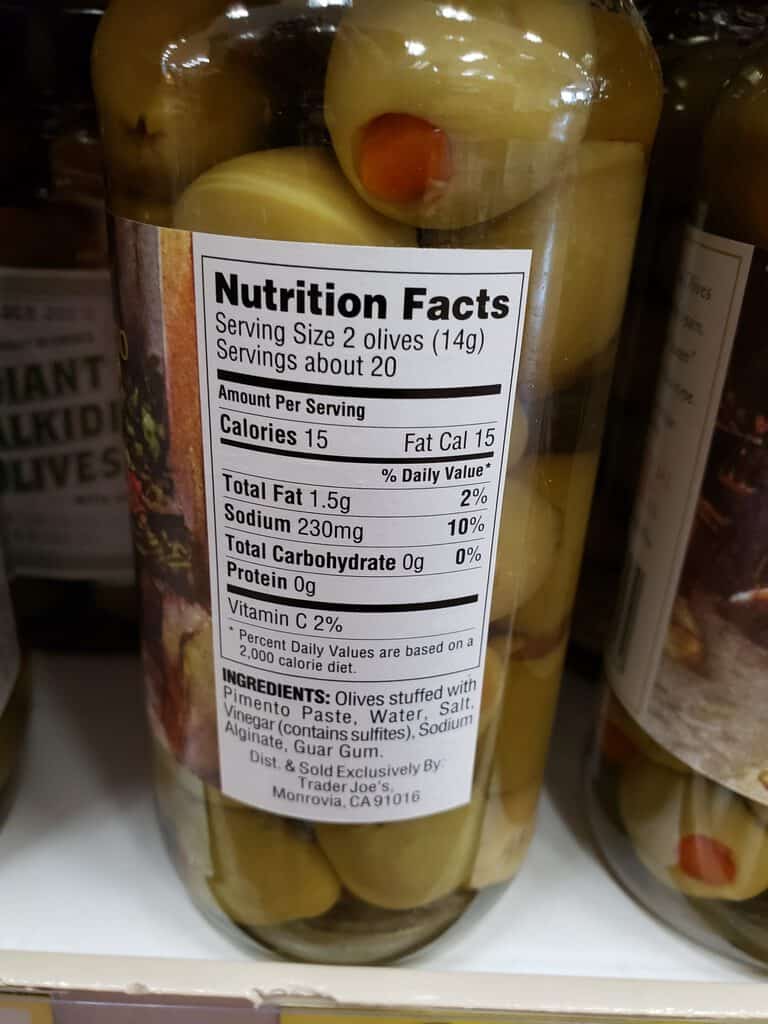 Nutrition Facts
Serving Size 2 olives (14g)
Servings about 20
Amount Per Serving
Calories 15 Fat Cal 15
% Daily Value*
Total Fat 1.5g 2%
Sodium 230mg 10%
Total Carbohydrate 0g 0%
Protein 0g
Vitamin C 2%
* Percent Daily Values are based on a
2,000 calorie diet.
INGREDIENTS: Olives stuffed with
Pimento Paste, Water, Salt,
Vinegar (contains sulfites), Sodium
Alginate, Guar Gum.
Dist. & Sold Exclusively By:
Trader Joe's,
Monrovia, CA 91016
IANT
ALKIDI
OLIVES